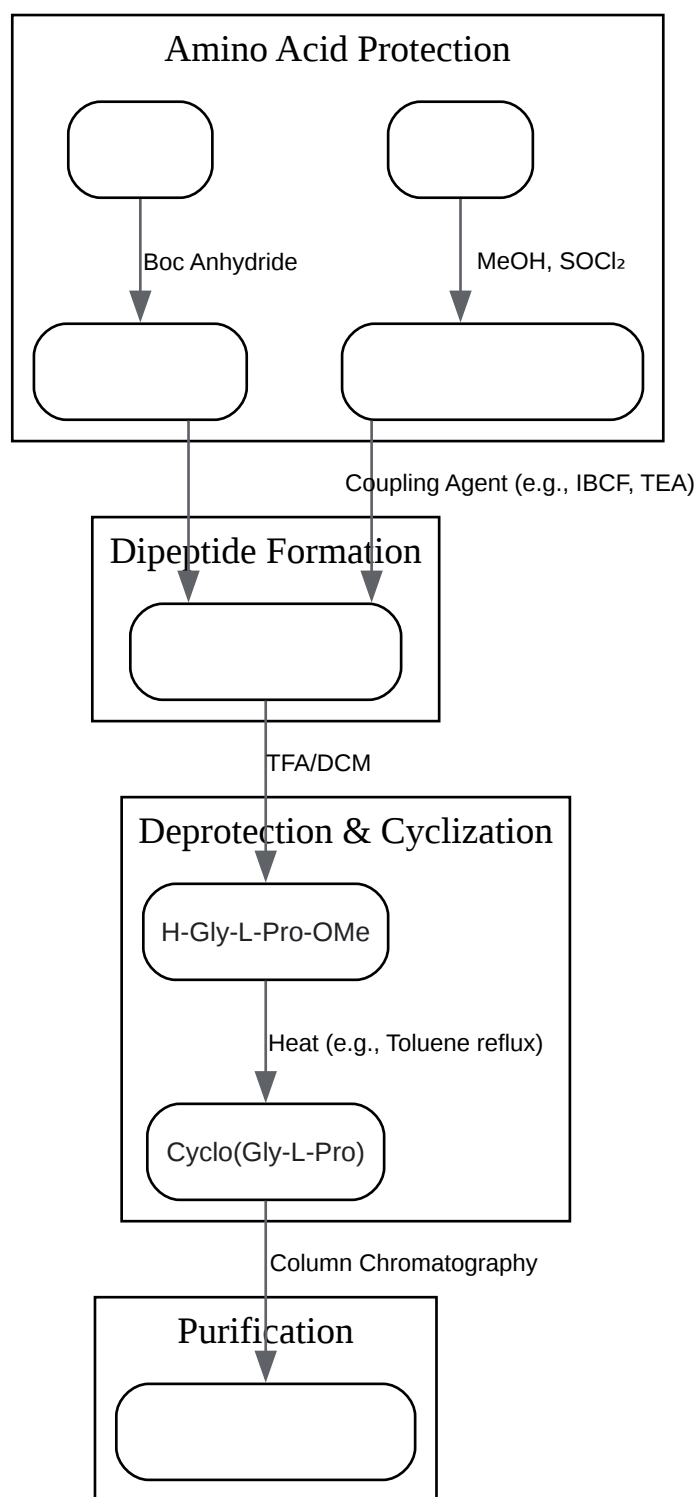 Amino Acid Protection
Boc Anhydride
MeOH, SOCl₂
Coupling Agent (e.g., IBCF, TEA)
Dipeptide Formation
TFA/DCM
Deprotection & Cyclization
H-Gly-L-Pro-OMe
Heat (e.g., Toluene reflux)
Cyclo(Gly-L-Pro)
Column Chromatography
Purification